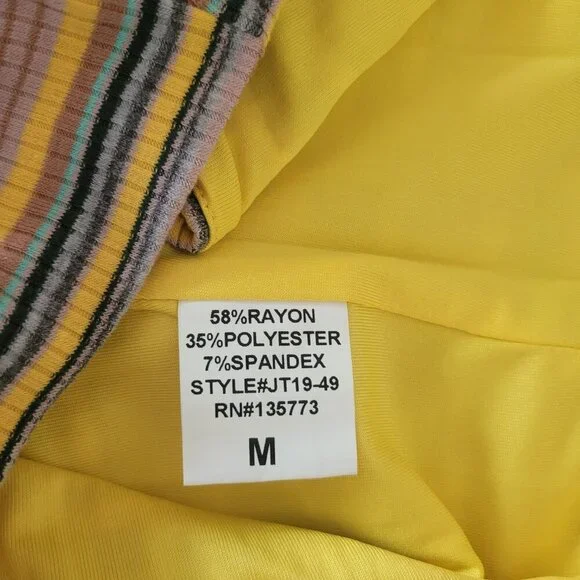 58%RAYON
35%POLYESTER
7%SPANDEX
STYLE#JT19-49
RN#135773
M